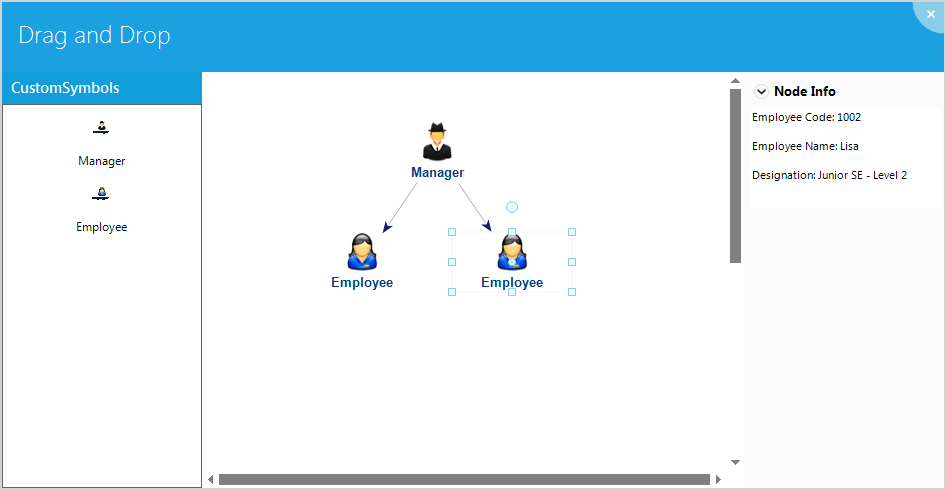 Drag and Drop
CustomSymbols
Manager
Employee
Manager
Employee
Employee
Node Info
Employee Code: 1002
Employee Name: Lisa
Designation: Junior SE - Level 2